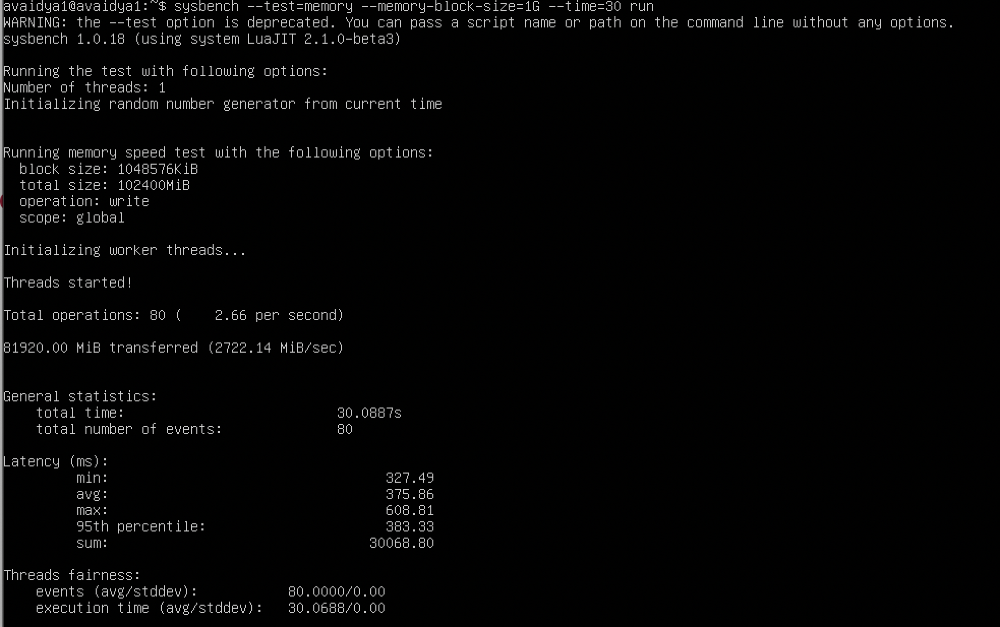 avaidya1@avaidya1:~$ sysbench --test=memory --memory-block-size=1G --time=30 run
WARNING: the --test option is deprecated. You can pass a script name or path on the command line without any options.
sysbench 1.0.18 (using system LuaJIT 2.1.0-beta3)
Running the test with following options:
Number of threads: 1
Initializing random number generator from current time
Running memory speed test with the following options:
block size: 1048576KiB
total size: 102400MiB
operation: write
scope: global
Initializing worker threads...
Threads started!
Total operations: 80 (    2.66 per second)
81920.00 MiB transferred (2722.14 MiB/sec)
General statistics:
total time:                          30.0887s
total number of events:              80
Latency (ms):
min:                                  327.49
avg:                                  375.86
max:                                  608.81
95th percentile:                      383.33
sum:                                30068.80
Threads fairness:
events (avg/stddev):           80.0000/0.00
execution time (avg/stddev):   30.0688/0.00